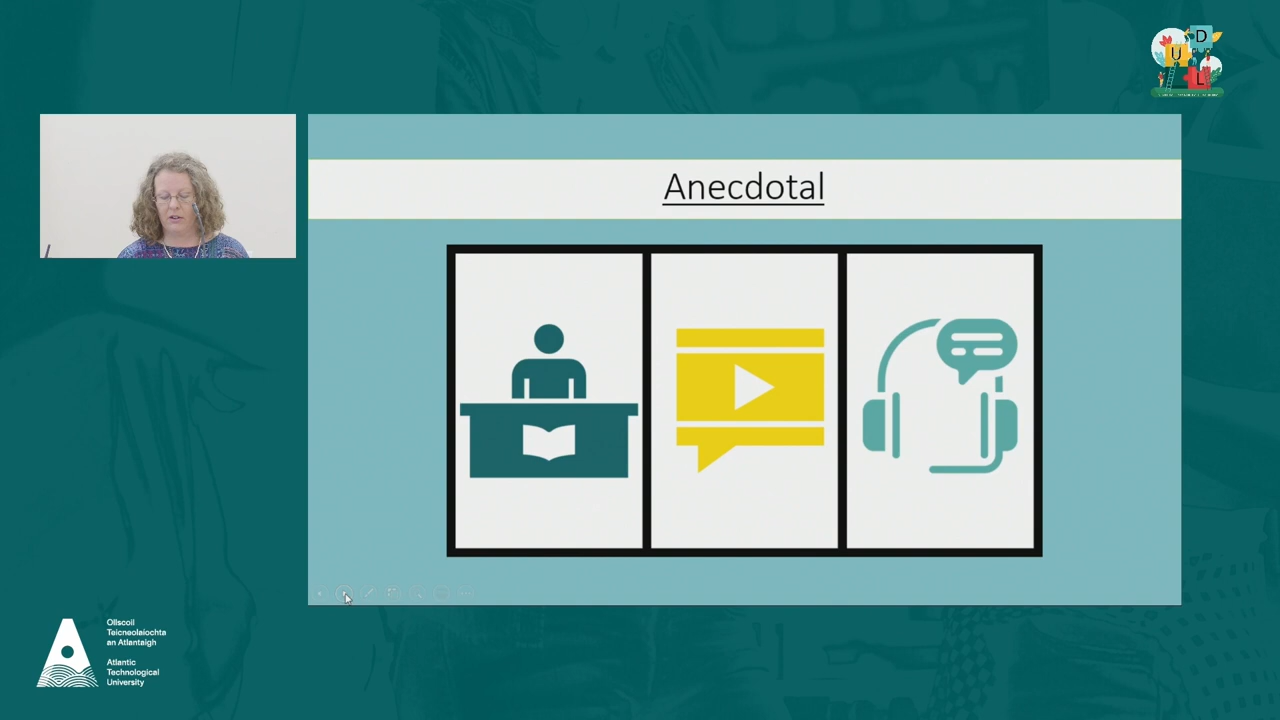 U
D
L
Anecdotal
Ollscoil
Teicneolaíochta
an Atlantaigh
Atlantic
Technological
University